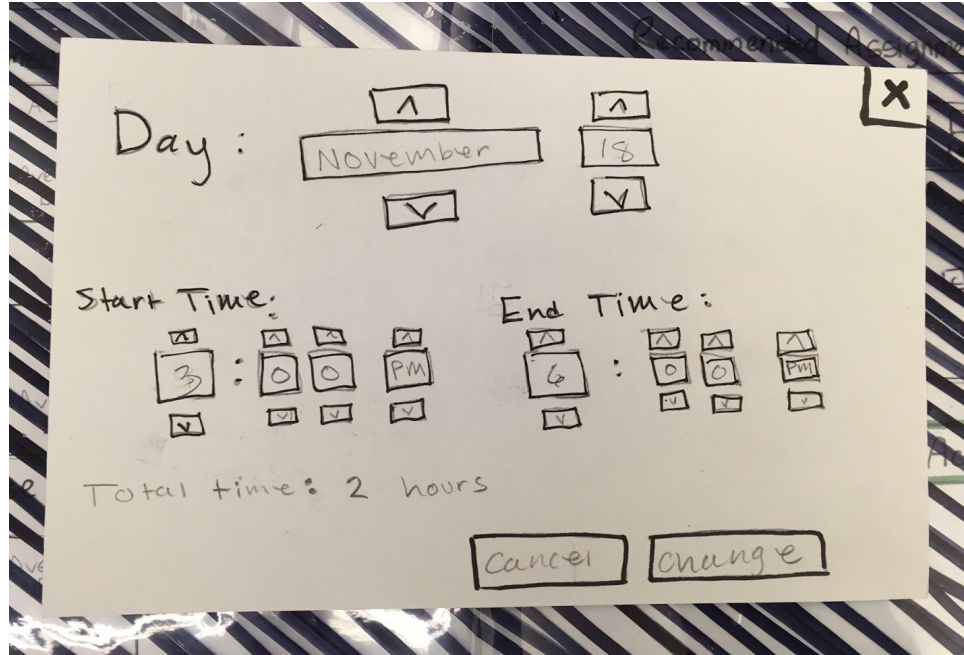 Recommended Assignme
X
Day: November 18
Start Time:
End Time:
3 : 0 0 PM
6 : 0 0 PM
Total time: 2 hours
Cancel
Change